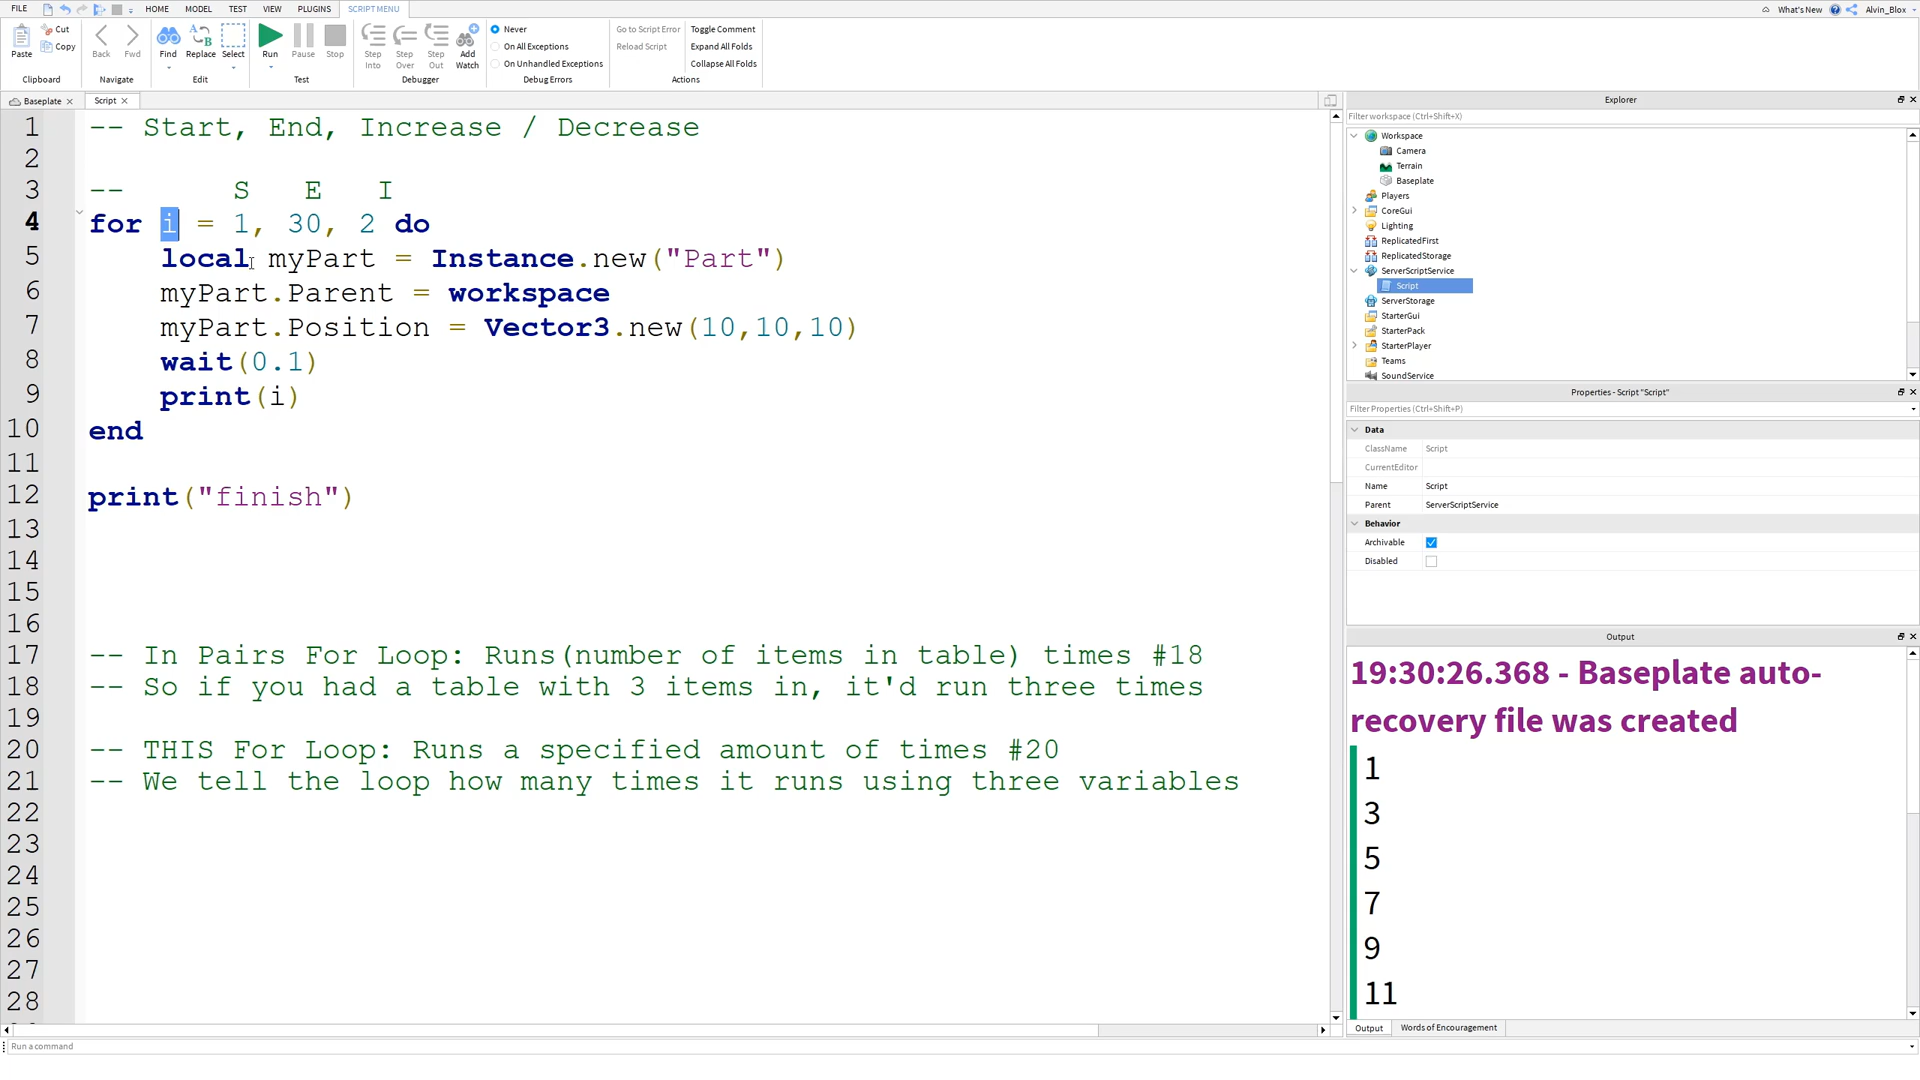 FILE HOME MODEL TEST VIEW PLUGINS SCRIPT MENU What's New Alvin_Blox
Paste Cut Copy Clipboard
Back Fwd Navigate
Find Replace Select Edit
Run Pause Stop Test
Step Into Step Over Step Out Add Watch Debugger
Never
On All Exceptions
On Unhandled Exceptions
Debug Errors
Go to Script Error Toggle Comment
Reload Script Expand All Folds
Collapse All Folds
Actions
Baseplate Script
1 -- Start, End, Increase / Decrease
2
3 -- S E I
4 for i = 1, 30, 2 do
5 local myPart = Instance.new("Part")
6 myPart.Parent = workspace
7 myPart.Position = Vector3.new(10,10,10)
8 wait(0.1)
9 print(i)
10 end
11
12 print("finish")
13
14
15
16
17 -- In Pairs For Loop: Runs(number of items in table) times #18
18 -- So if you had a table with 3 items in, it'd run three times
19
20 -- THIS For Loop: Runs a specified amount of times #20
21 -- We tell the loop how many times it runs using three variables
22
23
24
25
26
27
28
Run a command
Explorer
Filter workspace (Ctrl+Shift+X)
Workspace
Camera
Terrain
Baseplate
Players
CoreGui
Lighting
ReplicatedFirst
ReplicatedStorage
ServerScriptService
Script
ServerStorage
StarterGui
StarterPack
StarterPlayer
Teams
SoundService
Properties - Script "Script"
Filter Properties (Ctrl+Shift+P)
Data
ClassName Script
CurrentEditor
Name Script
Parent ServerScriptService
Behavior
Archivable
Disabled
Output
19:30:26.368 - Baseplate auto-
recovery file was created
1
3
5
7
9
11
Output Words of Encouragement